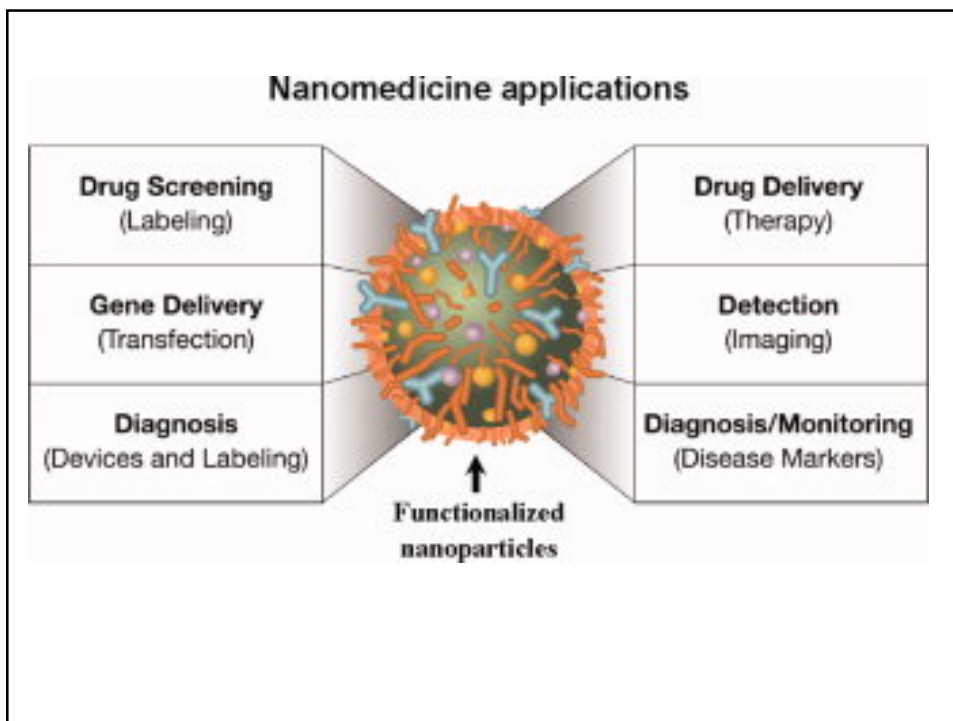 Nanomedicine applications
Drug Screening
(Labeling)
Gene Delivery
(Transfection)
Diagnosis
(Devices and Labeling)
Drug Delivery
(Therapy)
Detection
(Imaging)
Diagnosis/Monitoring
(Disease Markers)
Functionalized
nanoparticles